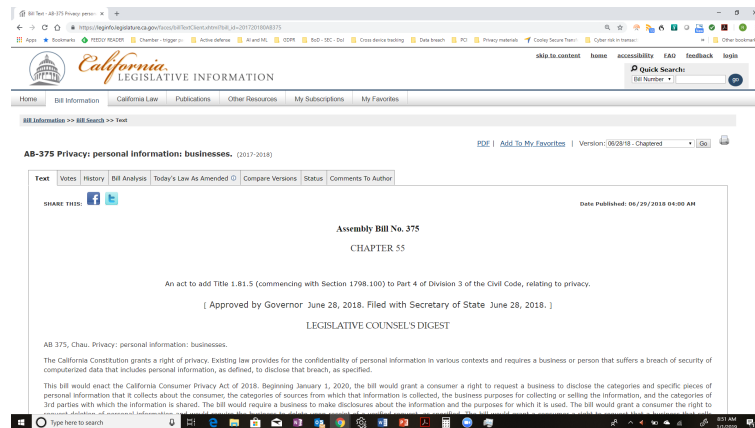 Bill Text - AB-375 Privacy: person
https://leginfo.legislature.ca.gov/faces/billTextClient.xhtml?bill_id=201720180AB375
Apps Bookmarks FEEDLY READER Active defense AI and ML GDPR BoD - SEC - DoJ Cross device tracking Data breach PCI Privacy materials Cyber risk in transac Other bookmar
skip to content home accessibility FAQ feedback login
California
LEGISLATIVE INFORMATION
Quick Search:
Bill Number go
Home Bill Information California Law Publications Other Resources My Subscriptions My Favorites
Bill Information >> Bill Search >> Text
PDF | Add To My Favorites | Version: 06/28/18 - Chaptered Go
AB-375 Privacy: personal information: businesses. (2017-2018)
Text Votes History Bill Analysis Today's Law As Amended Compare Versions Status Comments To Author
SHARE THIS:
Date Published: 06/29/2018 04:00 AM
Assembly Bill No. 375
CHAPTER 55
An act to add Title 1.81.5 (commencing with Section 1798.100) to Part 4 of Division 3 of the Civil Code, relating to privacy.
[ Approved by Governor June 28, 2018. Filed with Secretary of State June 28, 2018. ]
LEGISLATIVE COUNSEL'S DIGEST
AB 375, Chau. Privacy: personal information: businesses.
The California Constitution grants a right of privacy. Existing law provides for the confidentiality of personal information in various contexts and requires a business or person that suffers a breach of security of
computerized data that includes personal information, as defined, to disclose that breach, as specified.
This bill would enact the California Consumer Privacy Act of 2018. Beginning January 1, 2020, the bill would grant a consumer a right to request a business to disclose the categories and specific pieces of
personal information that it collects about the consumer, the categories of sources from which that information is collected, the business purposes for collecting or selling the information, and the categories of
3rd parties with which the information is shared. The bill would require a business to make disclosures about the information and the purposes for which it is used. The bill would grant a consumer the right to
Type here to search
8:51 AM